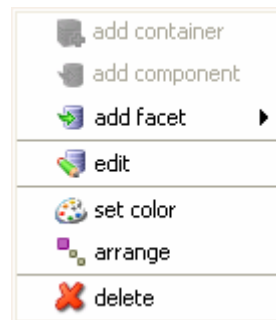 add container
add component
add facet
edit
set color
arrange
delete